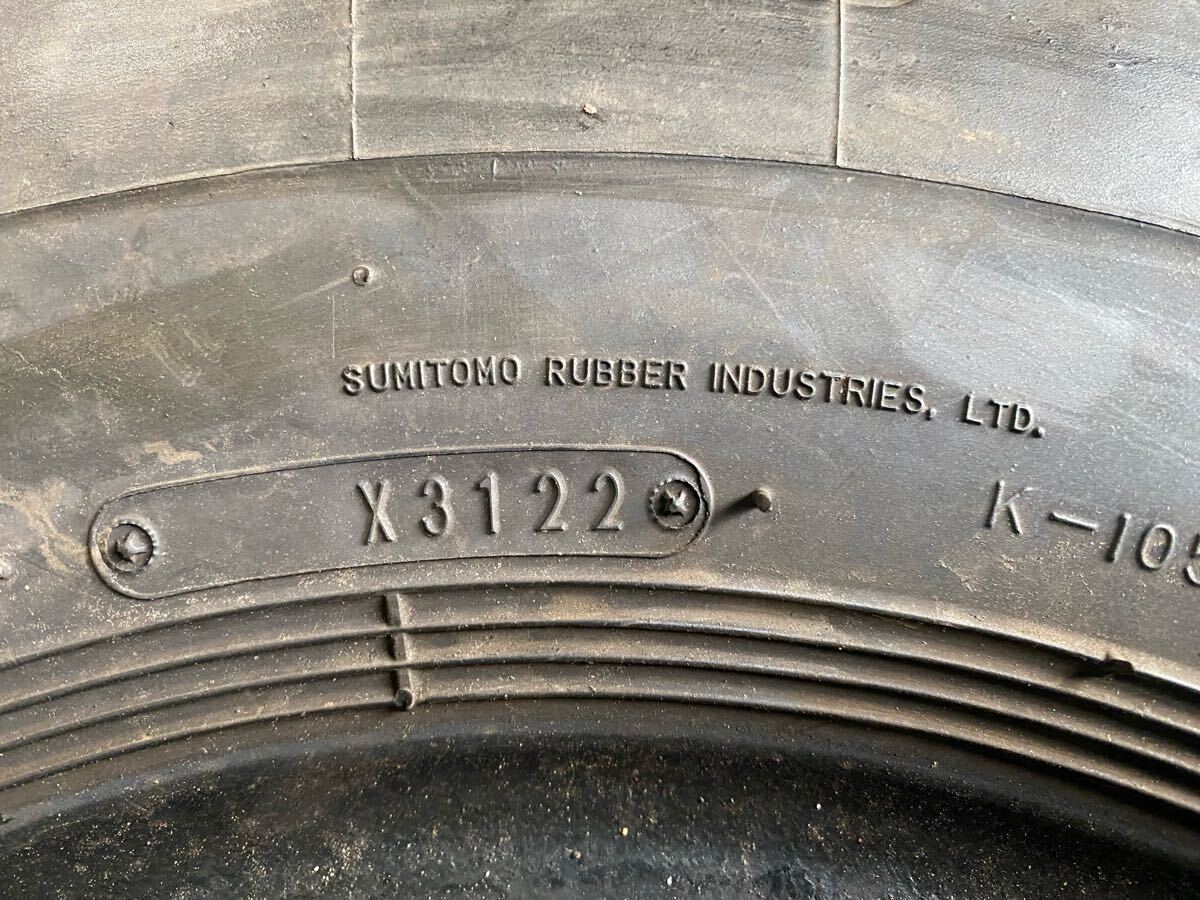 SUMITOMO RUBBER INDUSTRIES, LTD.
X3122
K-105